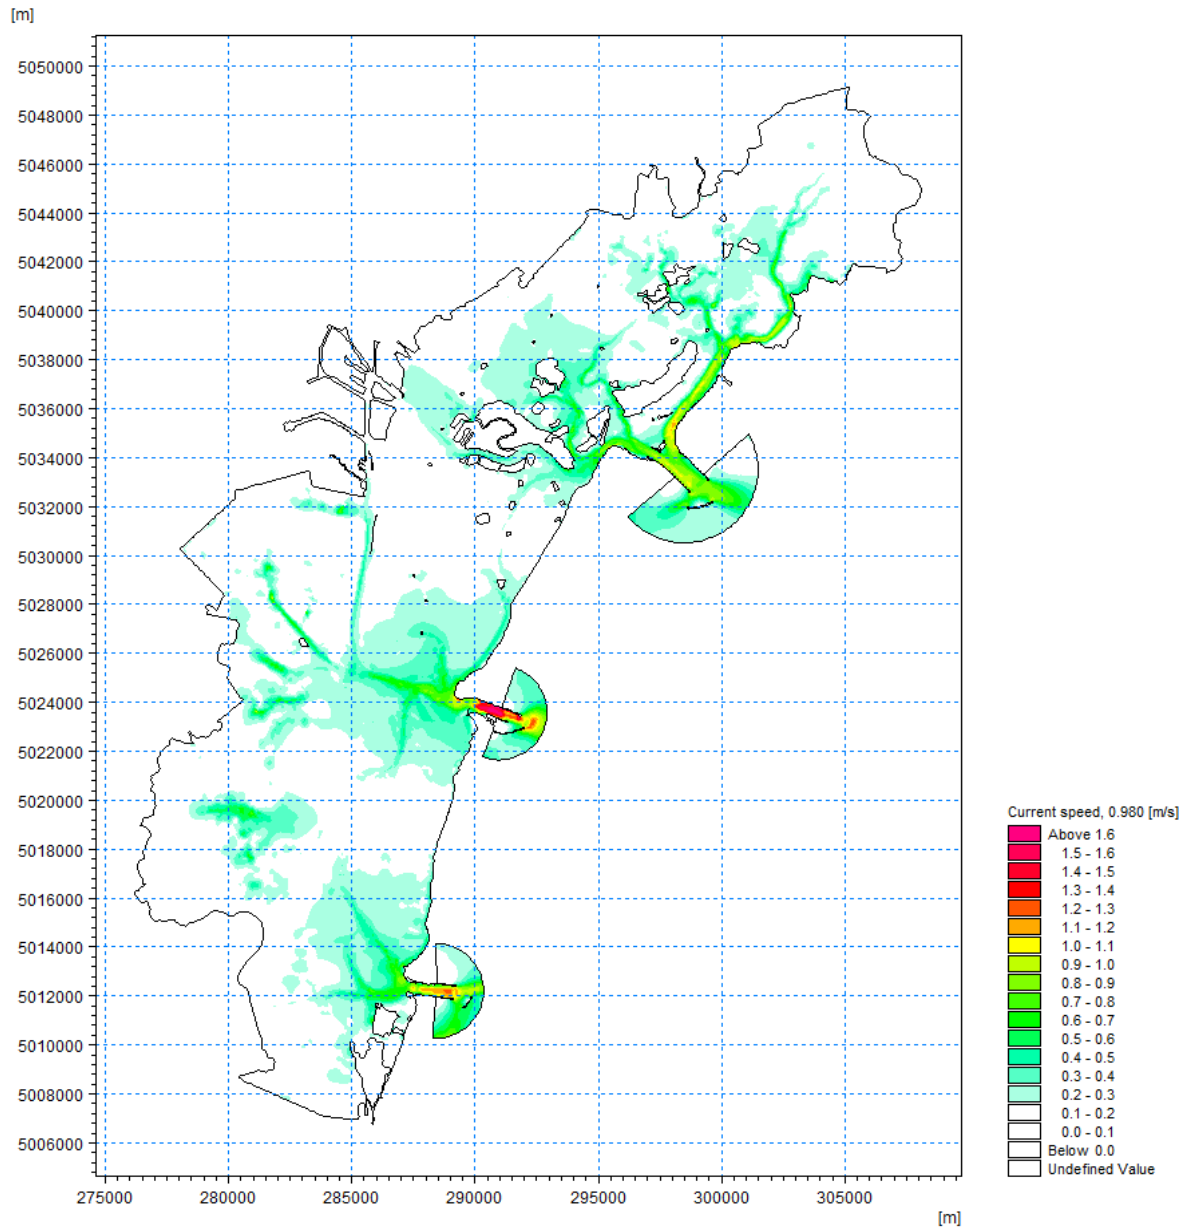 [m]
5050000
5048000
5046000
5044000
5042000
5040000
5038000
5036000
5034000
5032000
5030000
5028000
5026000
5024000
5022000
5020000
5018000
5016000
5014000
5012000
5010000
5008000
5006000
275000 280000 285000 290000 295000 300000 305000
[m]
Current speed, 0.980 [m/s]
Above 1.6
1.5 - 1.6
1.4 - 1.5
1.3 - 1.4
1.2 - 1.3
1.1 - 1.2
1.0 - 1.1
0.9 - 1.0
0.8 - 0.9
0.7 - 0.8
0.6 - 0.7
0.5 - 0.6
0.4 - 0.5
0.3 - 0.4
0.2 - 0.3
0.1 - 0.2
0.0 - 0.1
Below 0.0
Undefined Value